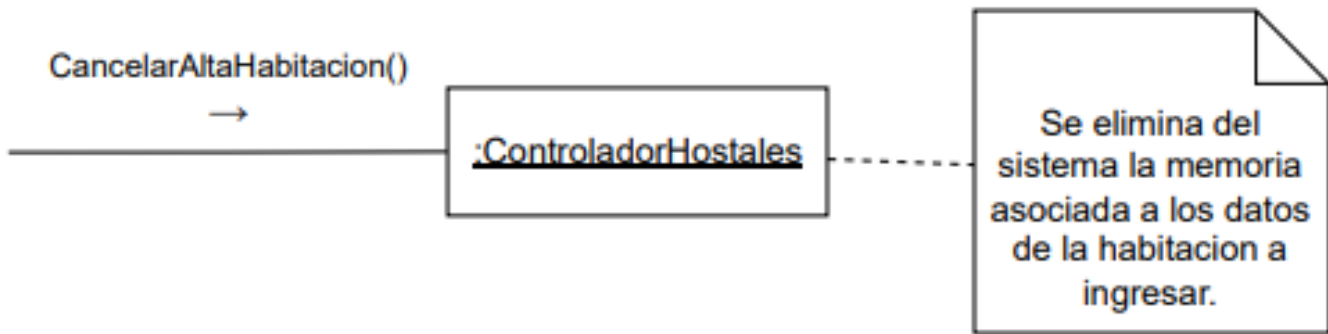 CancelarAltaHabitacion()
→
:ControladorHostales
Se elimina del
sistema la memoria
asociada a los datos
de la habitacion a
ingresar.